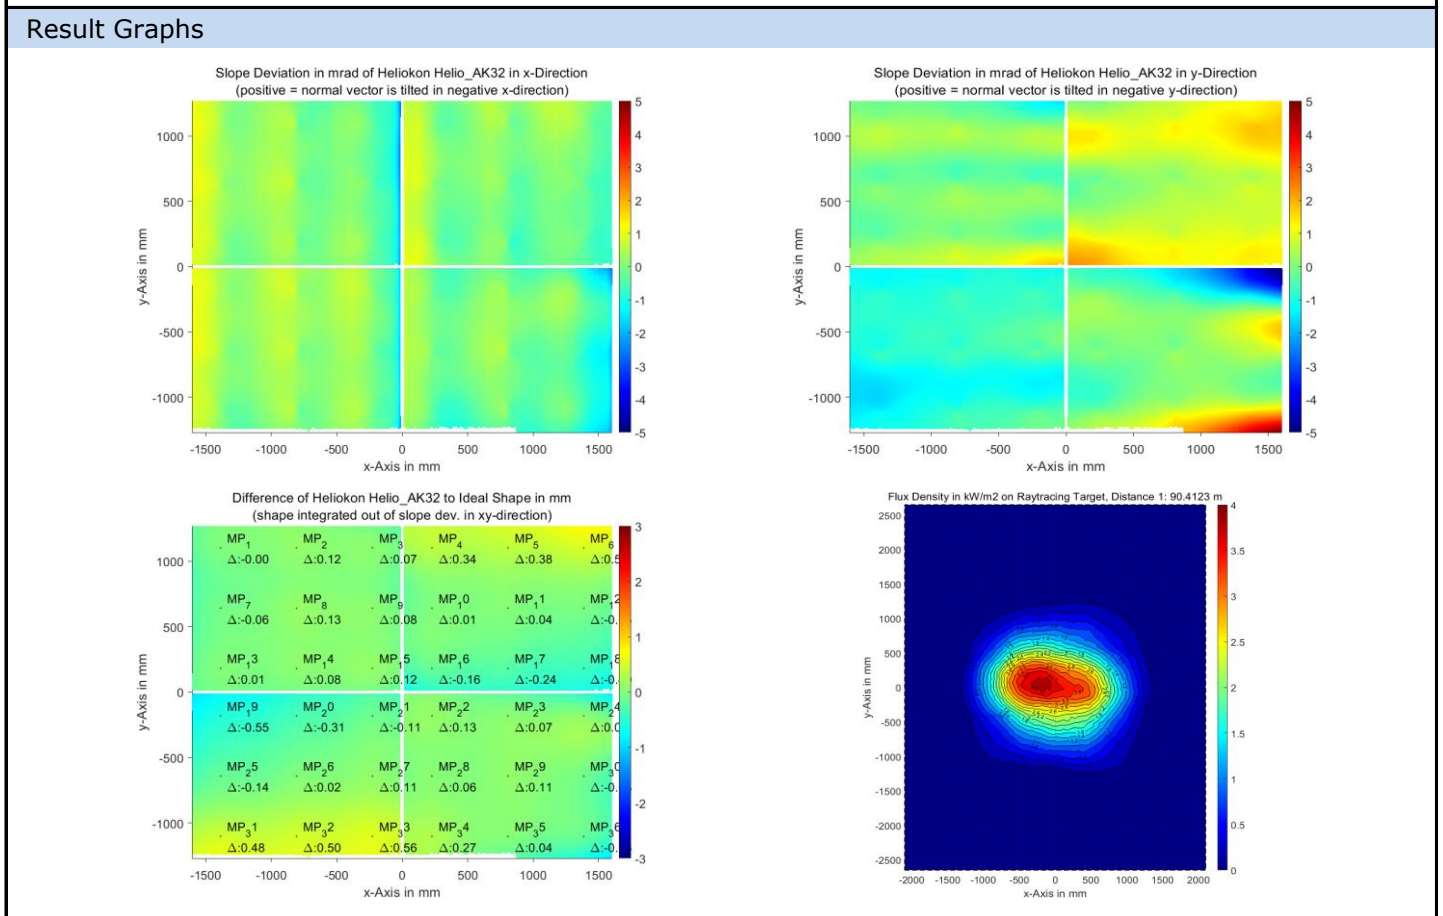 Result Graphs
Slope Deviation in mrad of Heliokon Helio_AK32 in x-Direction
(positive = normal vector is tilted in negative x-direction)
1000
500
0
-500
-1000
y-Axis in mm
-1500 -1000 -500 0 500 1000 1500
x-Axis in mm
5
4
3
2
1
0
-1
-2
-3
-4
-5
Slope Deviation in mrad of Heliokon Helio_AK32 in y-Direction
(positive = normal vector is tilted in negative y-direction)
1000
500
0
-500
-1000
y-Axis in mm
-1500 -1000 -500 0 500 1000 1500
x-Axis in mm
5
4
3
2
1
0
-1
-2
-3
-4
-5
Difference of Heliokon Helio_AK32 to Ideal Shape in mm
(shape integrated out of slope dev. in xy-direction)
1000
500
0
-500
-1000
y-Axis in mm
MP1 MP2 MP3 MP4 MP5 MP6
Δ:-0.00 Δ:0.12 Δ:0.07 Δ:0.34 Δ:0.38 Δ:0.5
MP7 MP8 MP9 MP10 MP11 MP12
Δ:-0.06 Δ:0.13 Δ:0.08 Δ:0.01 Δ:0.04 Δ:-0.
MP13 MP14 MP15 MP16 MP17 MP18
Δ:0.01 Δ:0.08 Δ:0.12 Δ:-0.16 Δ:-0.24 Δ:-0.
MP19 MP20 MP21 MP22 MP23 MP24
Δ:-0.55 Δ:-0.31 Δ:-0.11 Δ:0.13 Δ:0.07 Δ:0.0
MP25 MP26 MP27 MP28 MP29 MP30
Δ:-0.14 Δ:0.02 Δ:0.11 Δ:0.06 Δ:0.11 Δ:-0.
MP31 MP32 MP33 MP34 MP35 MP36
Δ:0.48 Δ:0.50 Δ:0.56 Δ:0.27 Δ:0.04 Δ:-0.
-1500 -1000 -500 0 500 1000 1500
x-Axis in mm
3
2
1
0
-1
-2
-3
Flux Density in kW/m2 on Raytracing Target, Distance 1: 90.4123 m
2500
2000
1500
1000
500
0
-500
-1000
-1500
-2000
-2500
y-Axis in mm
-2000 -1500 -1000 -500 0 500 1000 1500 2000
x-Axis in mm
4
3.5
3
2.5
2
1.5
1
0.5
0